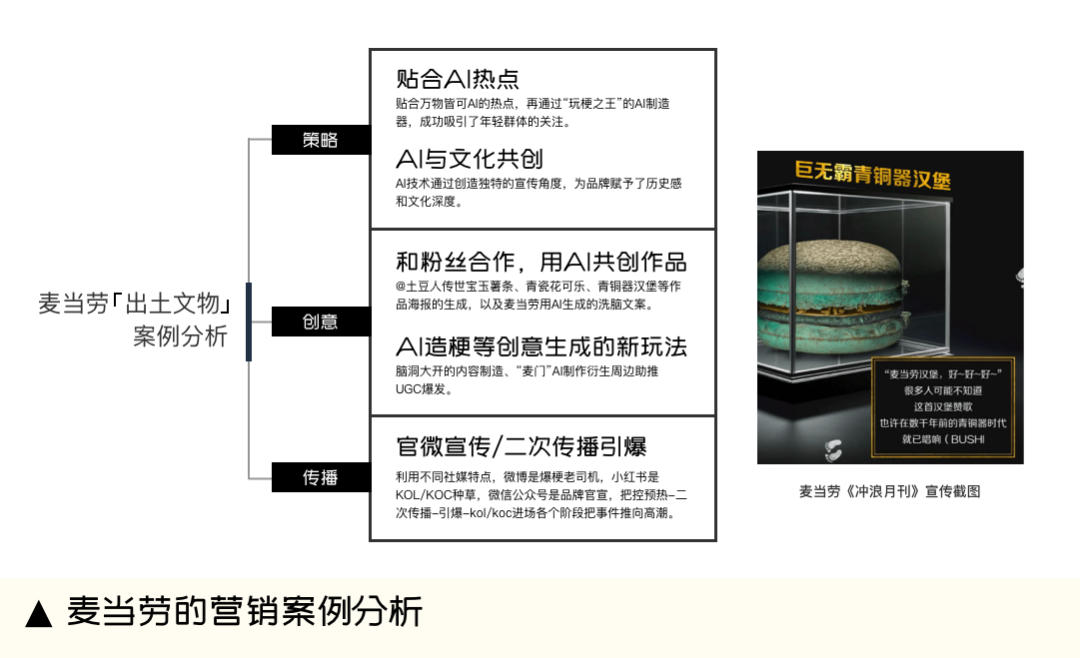 麦当劳「出土文物」
案例分析
策略
贴合AI热点
贴合万物皆可AI的热点，再通过“玩梗之王”的AI制造
器，成功吸引了年轻群体的关注。
AI与文化共创
AI技术通过创造独特的宣传角度，为品牌赋予了历史感
和文化深度。
创意
和粉丝合作，用AI共创作品
@土豆人传世宝玉薯条、青瓷花可乐、青铜器汉堡等作
品海报的生成，以及麦当劳用AI生成的洗脑文案。
AI造梗等创意生成的新玩法
脑洞大开的内容制造、“麦门”AI制作衍生周边助推
UGC爆发。
传播
官微宣传/二次传播引爆
利用不同社媒特点，微博是爆梗老司机，小红书是
KOL/KOC种草，微信公众号是品牌官宣，把控预热-二
次传播-引爆-kol/koc进场各个阶段把事件推向高潮。
巨无霸青铜器汉堡
“麦当劳汉堡，好~好~好~”
很多人可能不知道
这首汉堡赞歌
也许在数千年前的青铜器时代
就已唱响（BUSHI
麦当劳《冲浪月刊》宣传截图
▲ 麦当劳的营销案例分析